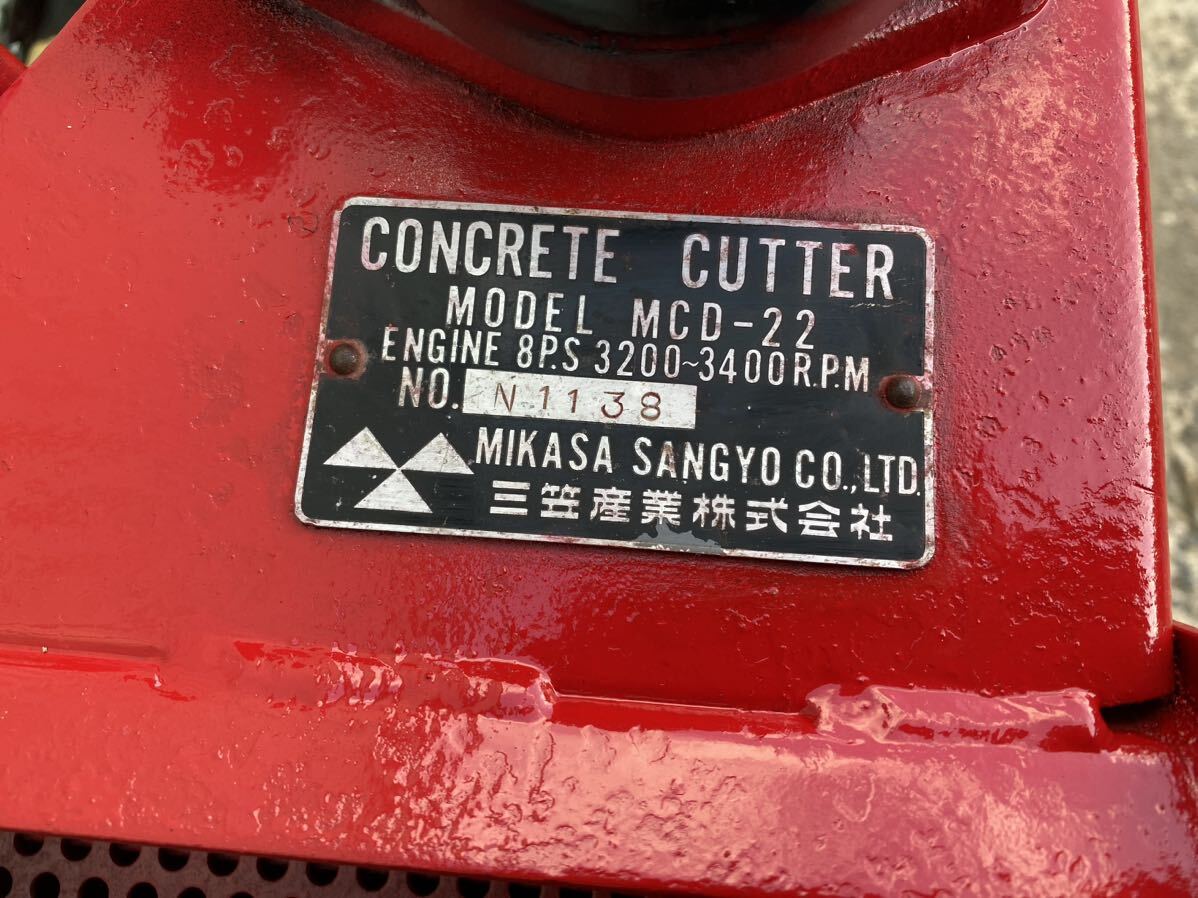 CONCRETE CUTTER
MODEL MCD-22
ENGINE 8P.S 3200~3400R.P.M
NO. N1138
MIKASA SANGYO CO.,LTD.
三笠産業株式会社